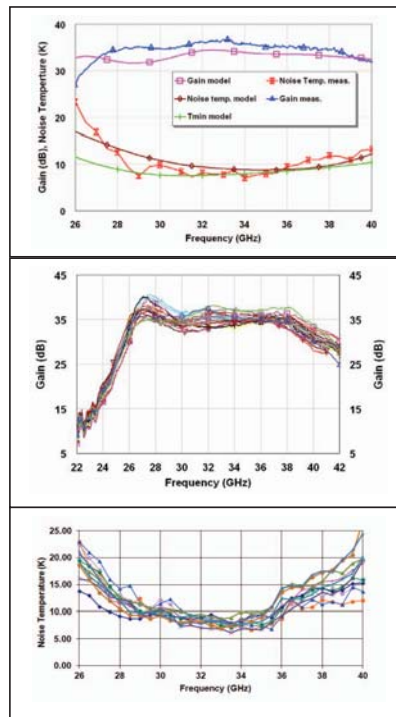 Gain (dB), Noise Temperture (K)
40
30
20
10
0
Gain model
Noise Temp. meas.
Noise temp. model
Gain meas.
Tmin model
26 28 30 32 34 36 38 40
Frequency (GHz)
Gain (dB)
45
35
25
15
5
45
35
25
15
5
Gain (dB)
22 24 26 28 30 32 34 36 38 40 42
Frequency (GHz)
Noise Temperature (K)
25.00
20.00
15.00
10.00
5.00
0.00
26 28 30 32 34 36 38 40
Frequency (GHz)